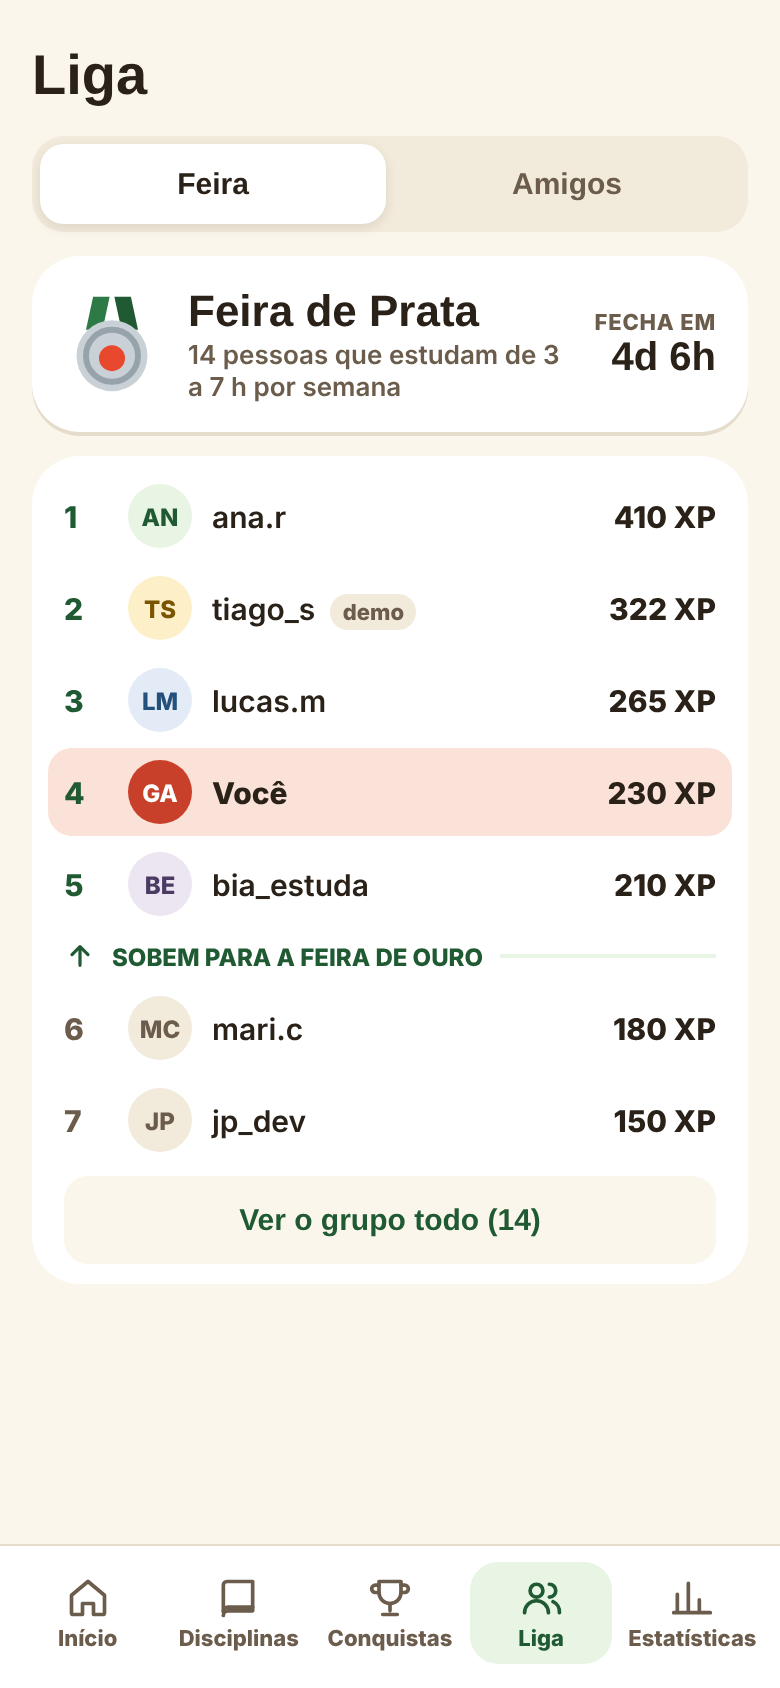 Liga
Feira
Amigos
Feira de Prata
14 pessoas que estudam de 3
a 7 h por semana
FECHA EM
4d 6h
1 AN ana.r 410 XP
2 TS tiago_s demo 322 XP
3 LM lucas.m 265 XP
4 GA Você 230 XP
5 BE bia_estuda 210 XP
↑ SOBEM PARA A FEIRA DE OURO
6 MC mari.c 180 XP
7 JP jp_dev 150 XP
Ver o grupo todo (14)
Início Disciplinas Conquistas Liga Estatísticas